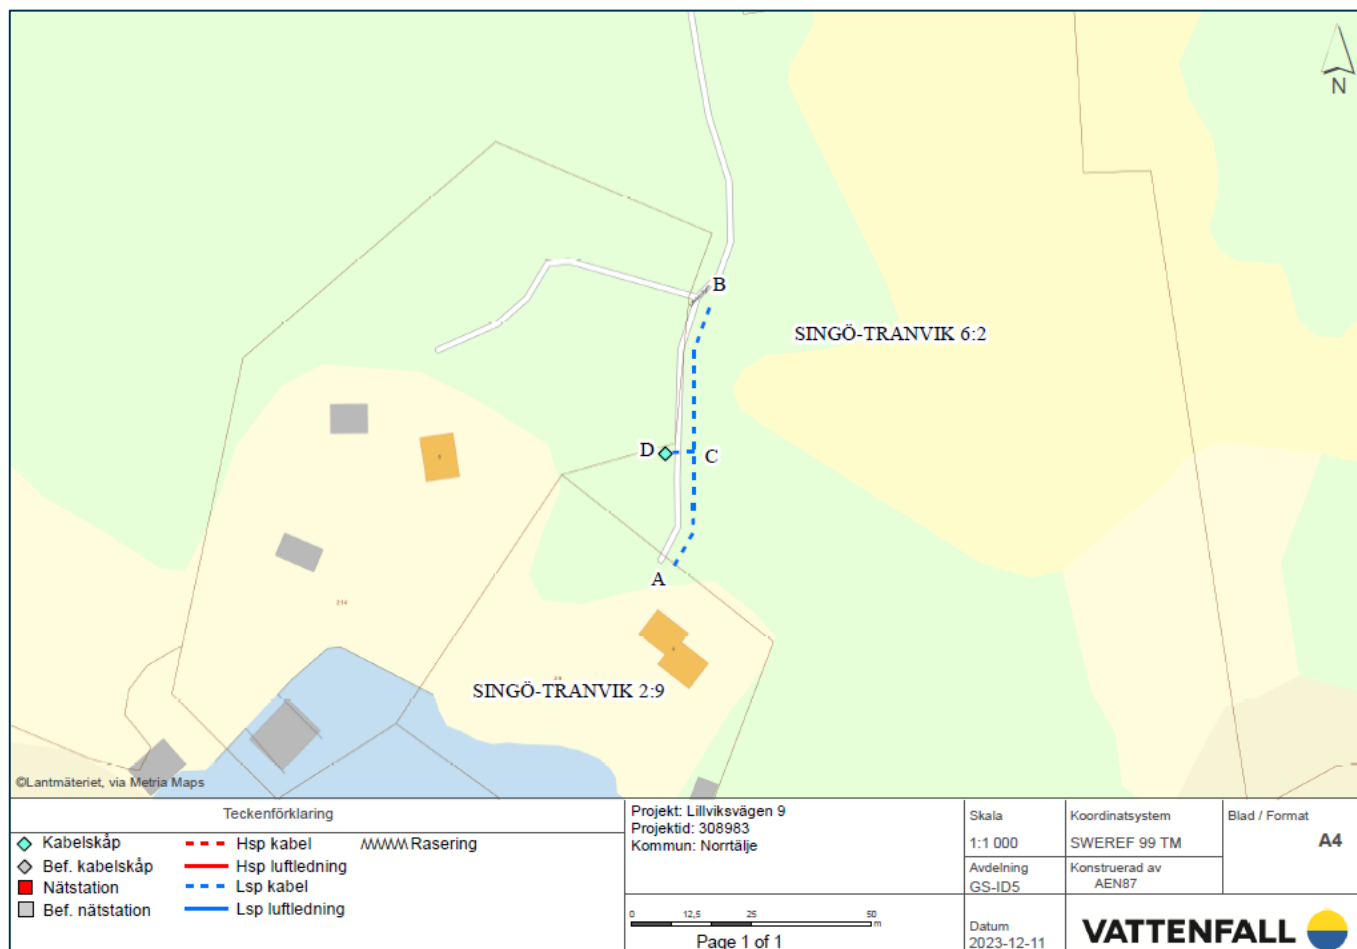 N
B
SINGÖ-TRANVIK 6:2
D
C
A
SINGÖ-TRANVIK 2:9
©Lantmäteriet, via Metria Maps
Teckenförklaring
Kabelskåp
Bef. kabelskåp
Nätstation
Bef. nätstation
Hsp kabel
Hsp luftledning
Lsp kabel
Lsp luftledning
Rasering
Projekt: Lillviksvägen 9
Projektid: 308983
Kommun: Norrtälje
0 12,5 25 50
m
Page 1 of 1
Skala
1:1 000
Koordinatsystem
SWEREF 99 TM
Blad / Format
A4
Avdelning
GS-ID5
Konstruerad av
AEN87
Datum
2023-12-11
VATTENFALL